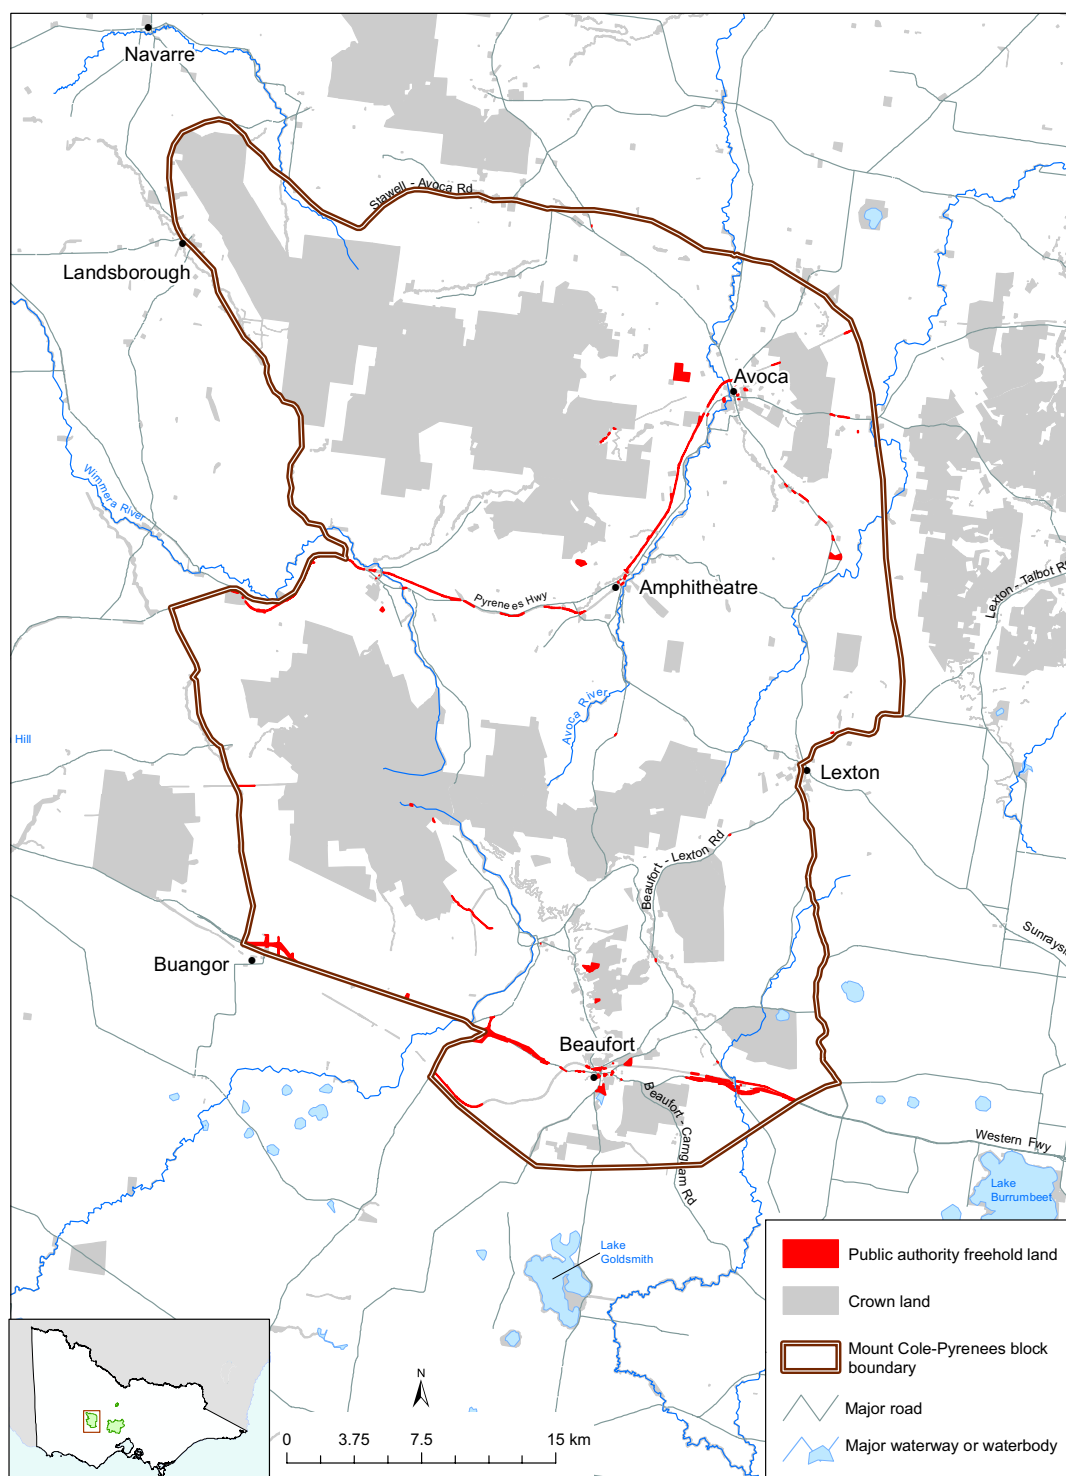 Navarre
Stawell - Avoca Rd
Landsborough
Avoca
Wimmera River
Amphitheatre
Pyrenees Hwy
Lexton - Talbot R
Avoca River
Hill
Lexton
Beaufort - Lexton Rd
Sunraysi
Buangor
Beaufort
Beaufort - Carngham Rd
Western Fwy
Lake
Burrumbeet
Lake
Goldsmith
Public authority freehold land
Crown land
Mount Cole-Pyrenees block
boundary
Major road
Major waterway or waterbody
N
0 3.75 7.5 15 km